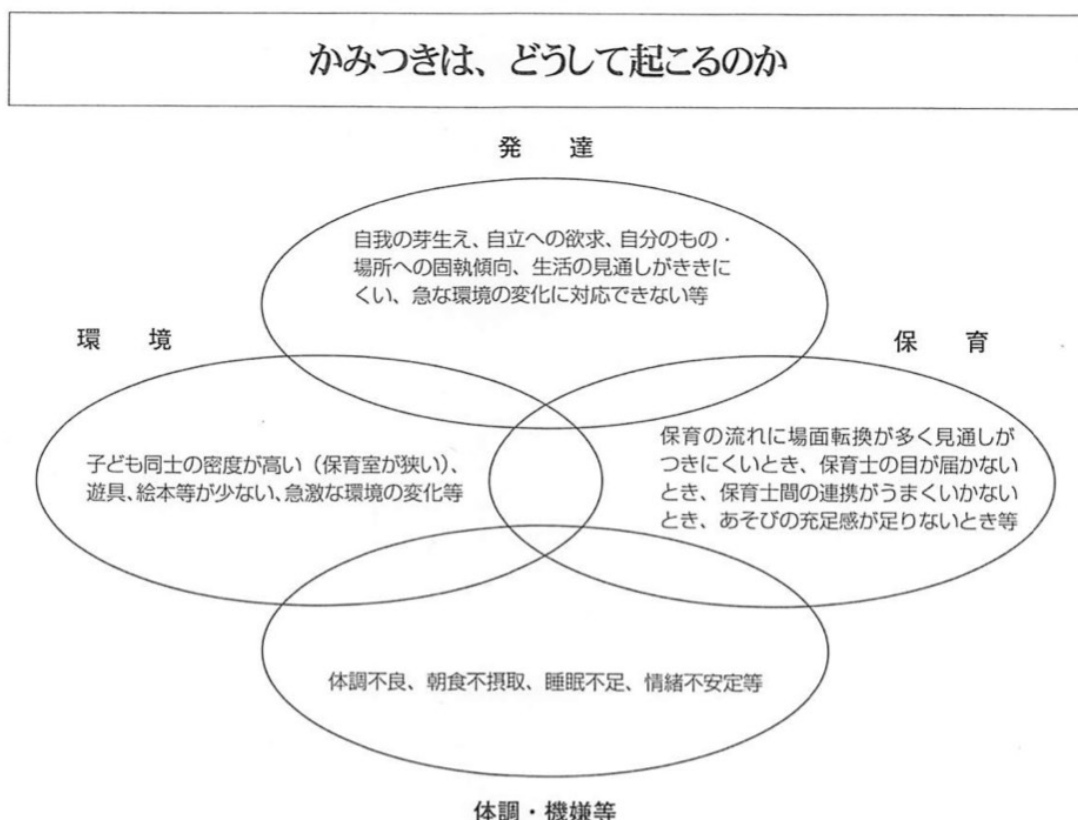 かみつきは、どうして起こるのか
発　達
自我の芽生え、自立への欲求、自分のもの・
場所への固執傾向、生活の見通しがききに
くい、急な環境の変化に対応できない等
環　境
保　育
子ども同士の密度が高い（保育室が狭い）、
遊具、絵本等が少ない、急激な環境の変化等
保育の流れに場面転換が多く見通しが
つきにくいとき、保育士の目が届かない
とき、保育士間の連携がうまくいかない
とき、あそびの充足感が足りないとき等
体調不良、朝食不摂取、睡眠不足、情緒不安定等
体調・機嫌等